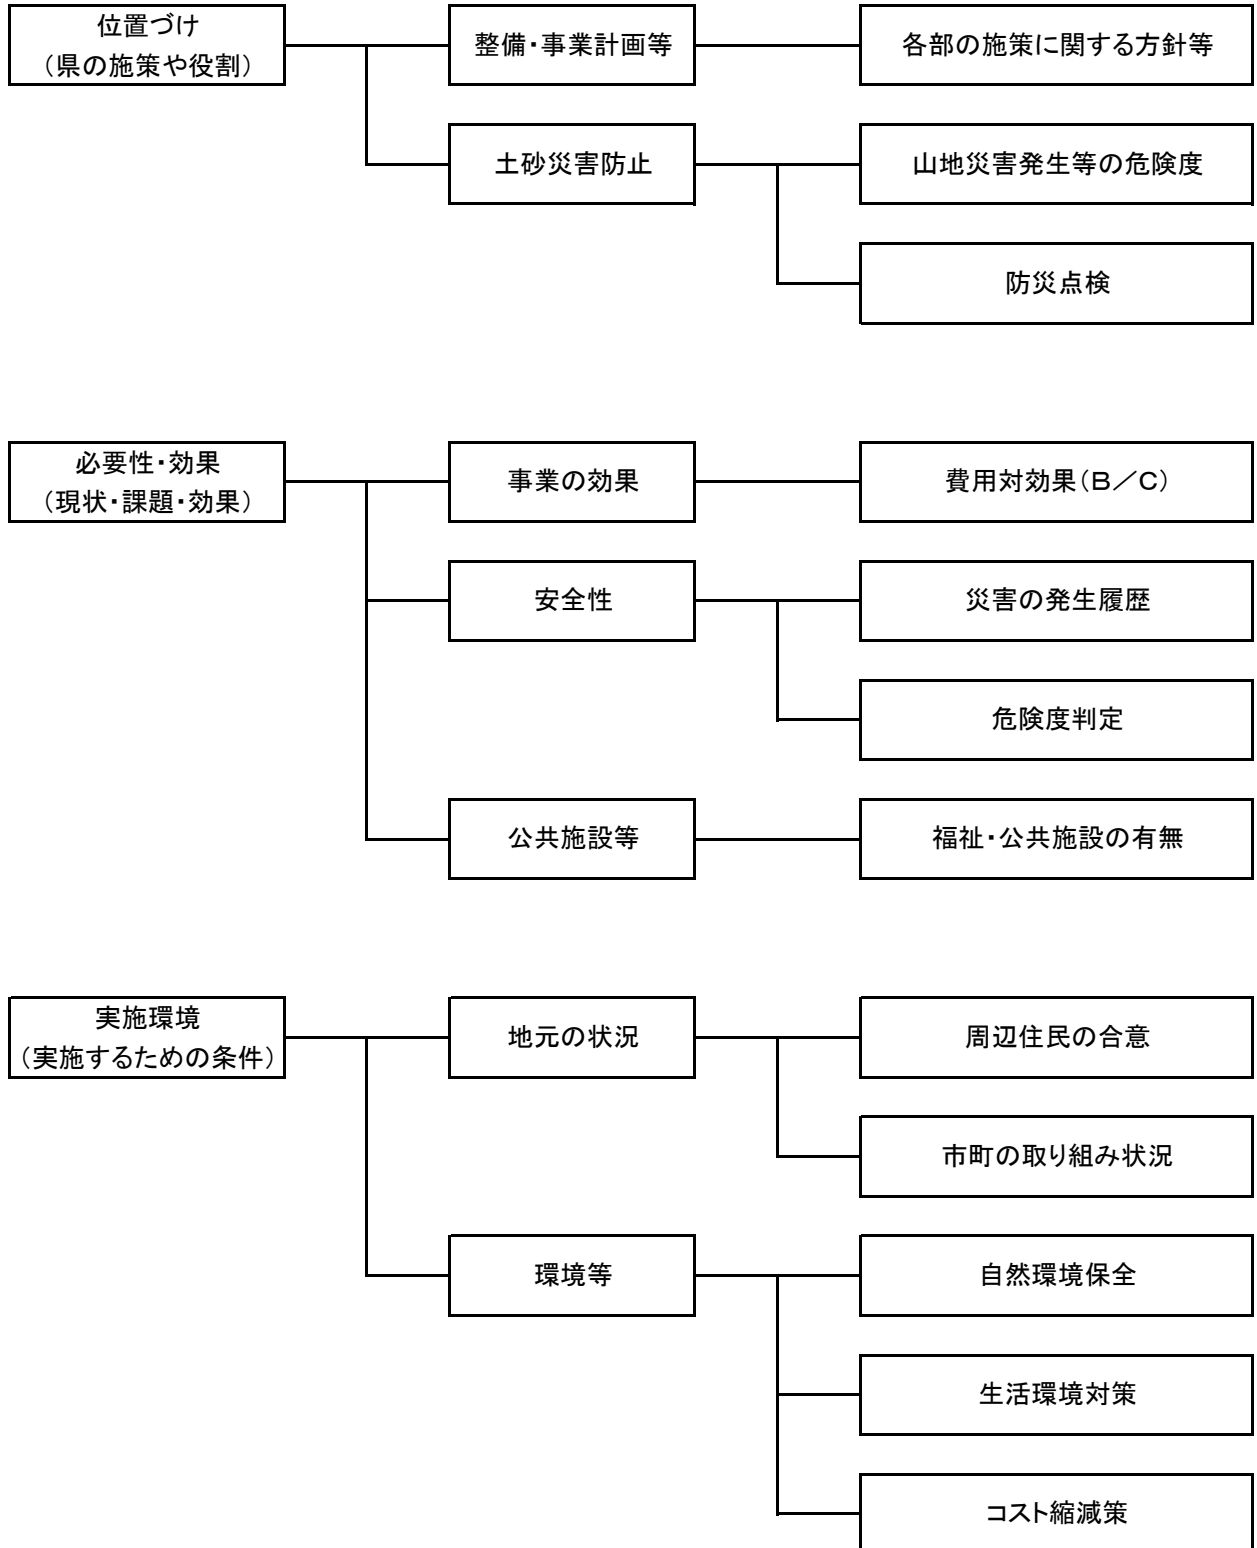 位置づけ
（県の施策や役割）
整備・事業計画等
各部の施策に関する方針等
土砂災害防止
山地災害発生等の危険度
防災点検
必要性・効果
（現状・課題・効果）
事業の効果
費用対効果（Ｂ／Ｃ）
安全性
災害の発生履歴
危険度判定
公共施設等
福祉・公共施設の有無
実施環境
（実施するための条件）
地元の状況
周辺住民の合意
市町の取り組み状況
環境等
自然環境保全
生活環境対策
コスト縮減策